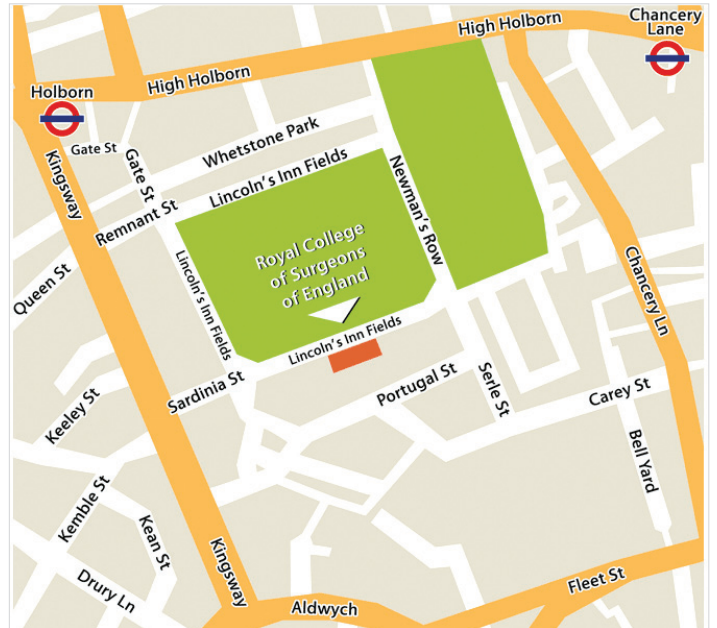 Chancery
Lane
High Holborn
High Holborn
Holborn
Gate St
Gate St
Whetstone Park
Lincoln's Inn Fields
Kingsway
Remnant St
Newman's Row
Queen St
Royal College
of Surgeons
of England
Lincoln's Inn Fields
Lincoln's Inn Fields
Chancery Ln
Sardinia St
Portugal St
Serle St
Carey St
Keeley St
Bell Yard
Kemble St
Kean St
Drury Ln
Kingsway
Aldwych
Fleet St